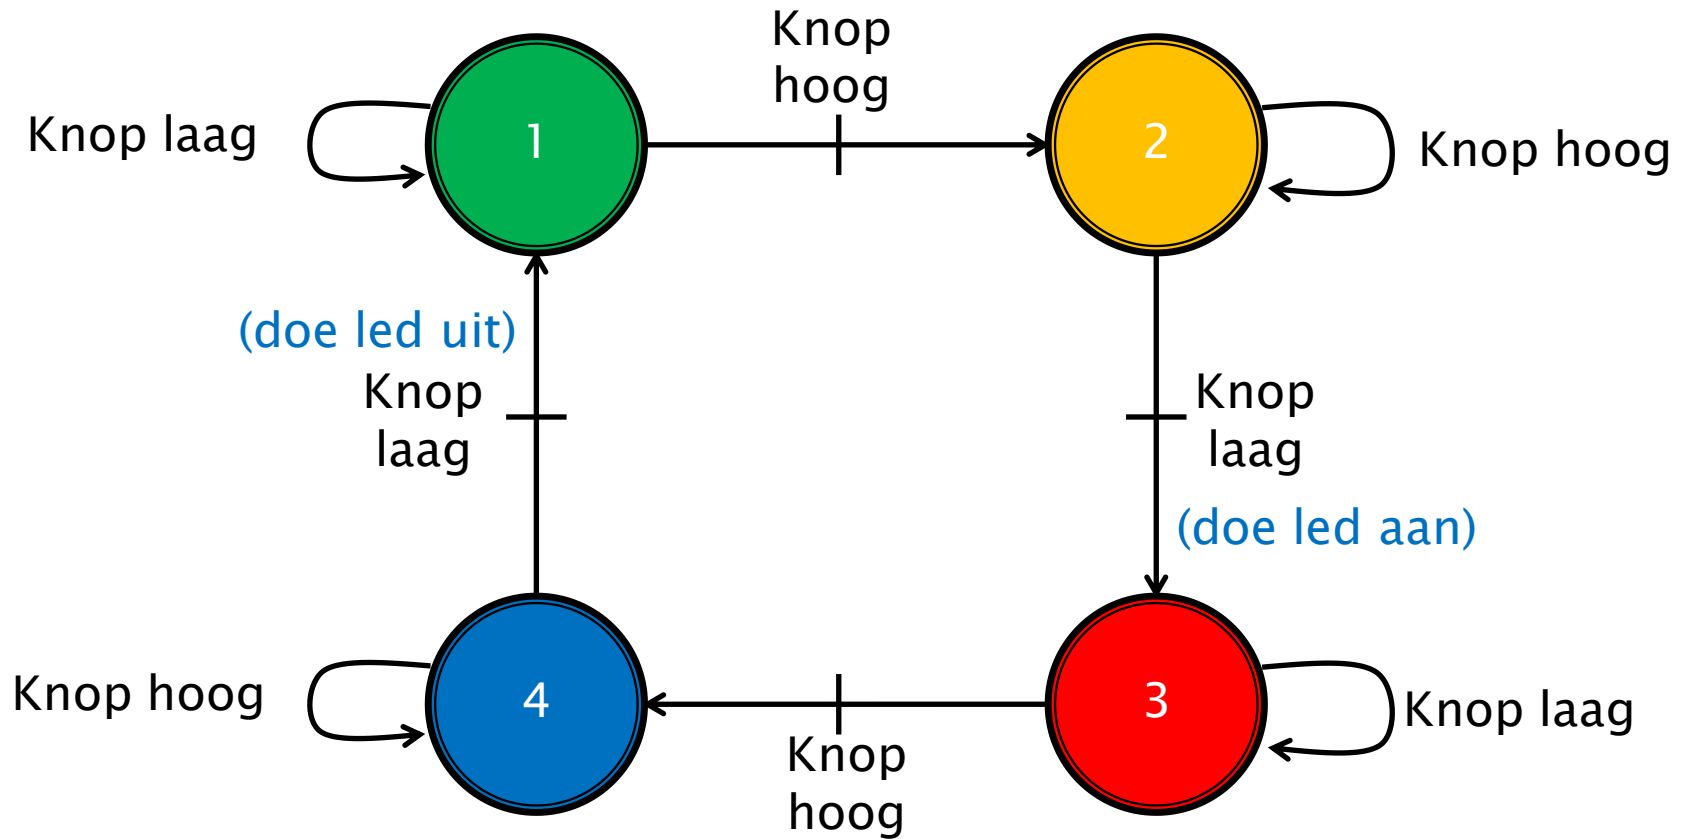 Knop
hoog
Knop laag
1
2
Knop hoog
(doe led uit)
Knop
laag
Knop
laag
(doe led aan)
Knop hoog
4
3
Knop laag
Knop
hoog